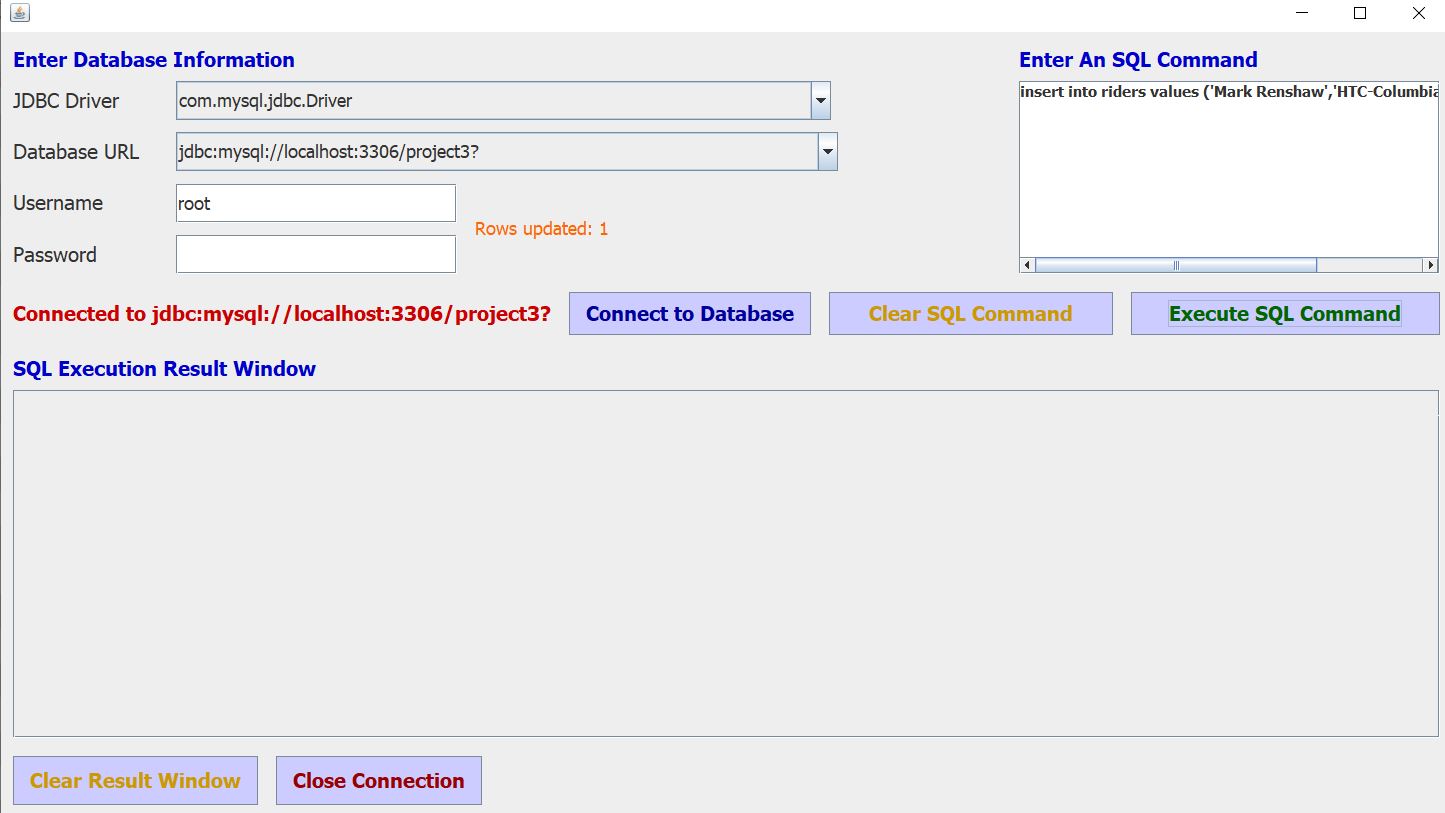 Enter Database Information
Enter An SQL Command
JDBC Driver
com.mysql.jdbc.Driver
insert into riders values ('Mark Renshaw','HTC-Columbia
Database URL
jdbc:mysql://localhost:3306/project3?
Username
root
Rows updated: 1
Password
Connected to jdbc:mysql://localhost:3306/project3?
Connect to Database
Clear SQL Command
Execute SQL Command
SQL Execution Result Window
Clear Result Window
Close Connection